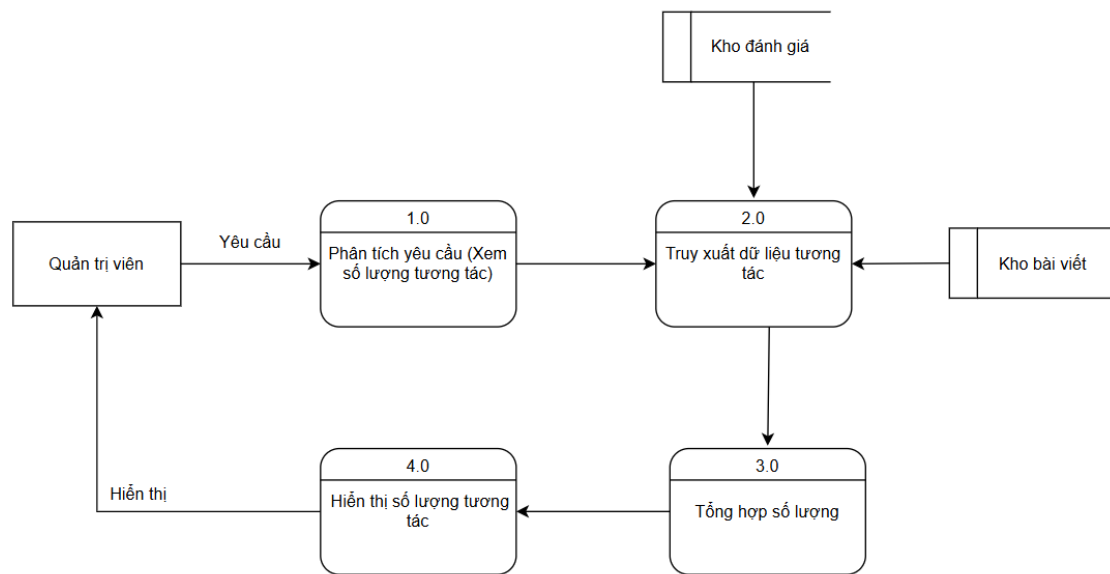 Kho đánh giá
1.0
2.0
Yêu cầu
Phân tích yêu cầu (Xem
số lượng tương tác)
Truy xuất dữ liệu tương
tác
Quản trị viên
Kho bài viết
4.0
3.0
Hiển thị
Hiển thị số lượng tương
tác
Tổng hợp số lượng